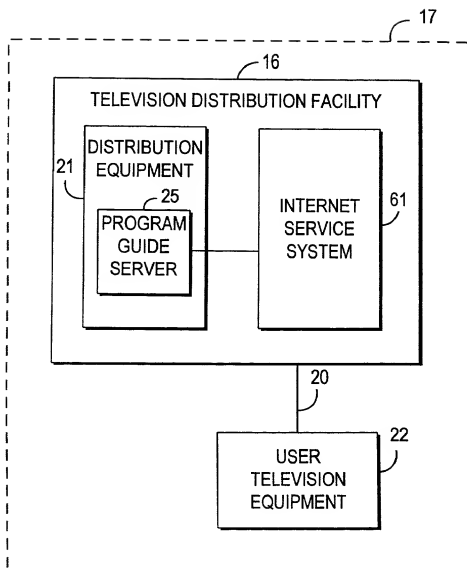 17
16
TELEVISION DISTRIBUTION FACILITY
21
DISTRIBUTION
EQUIPMENT
25
PROGRAM
GUIDE
SERVER
INTERNET
SERVICE
SYSTEM
61
20
22
USER
TELEVISION
EQUIPMENT